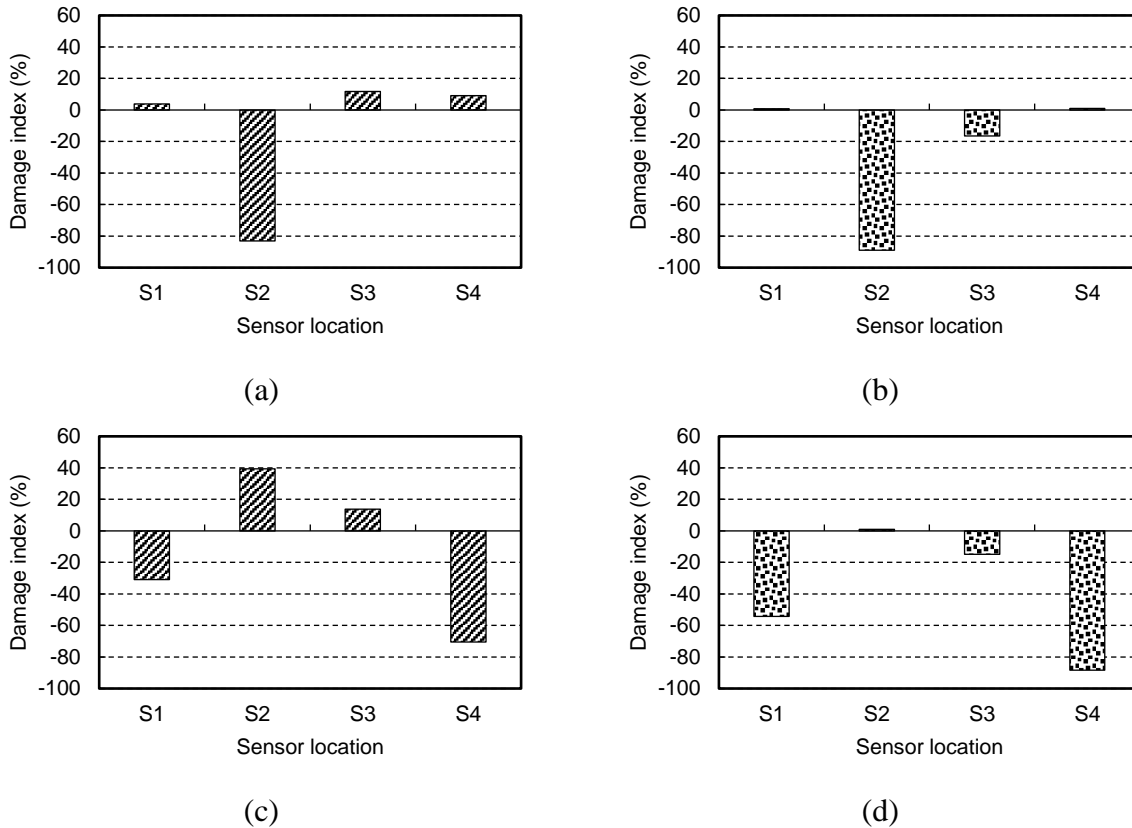 60
40
20
0
-20
-40
-60
-80
-100
Damage index (%)
S1 S2 S3 S4
Sensor location
(a)
60
40
20
0
-20
-40
-60
-80
-100
Damage index (%)
S1 S2 S3 S4
Sensor location
(b)
60
40
20
0
-20
-40
-60
-80
-100
Damage index (%)
S1 S2 S3 S4
Sensor location
(c)
60
40
20
0
-20
-40
-60
-80
-100
Damage index (%)
S1 S2 S3 S4
Sensor location
(d)